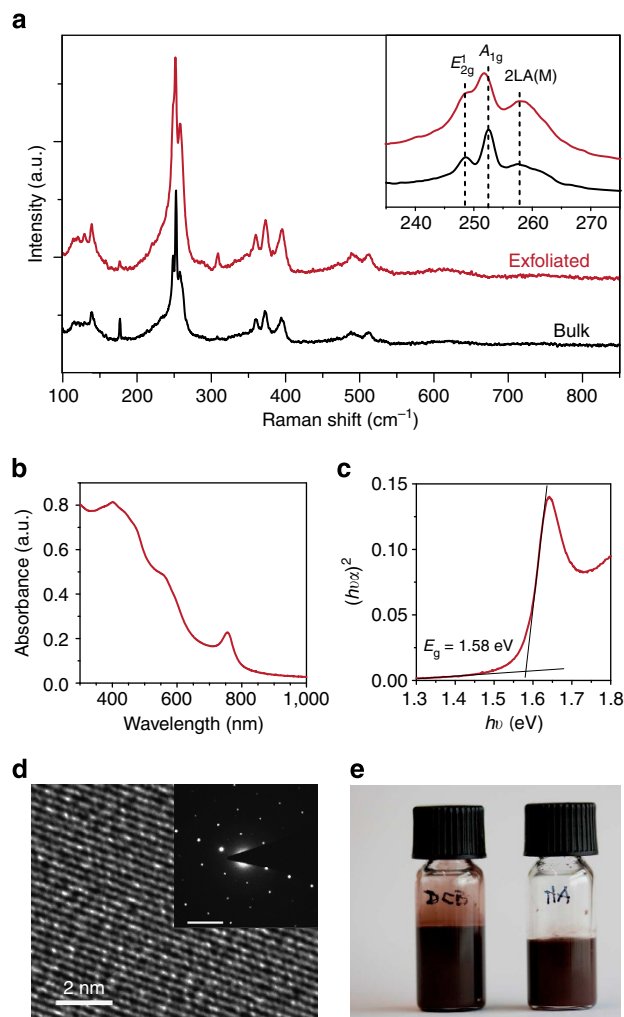 a
Intensity (a.u.)
Exfoliated
Bulk
100 200 300 400 500 600 700 800
Raman shift (cm⁻¹)
E¹2g
A1g
2LA(M)
240 250 260 270
b
Absorbance (a.u.)
0.8
0.6
0.4
0.2
0.0
400 600 800 1,000
Wavelength (nm)
c
(hυα)²
0.15
0.10
0.05
0.00
Eg = 1.58 eV
1.3 1.4 1.5 1.6 1.7 1.8
hυ (eV)
d
2 nm
e
DCB
NA